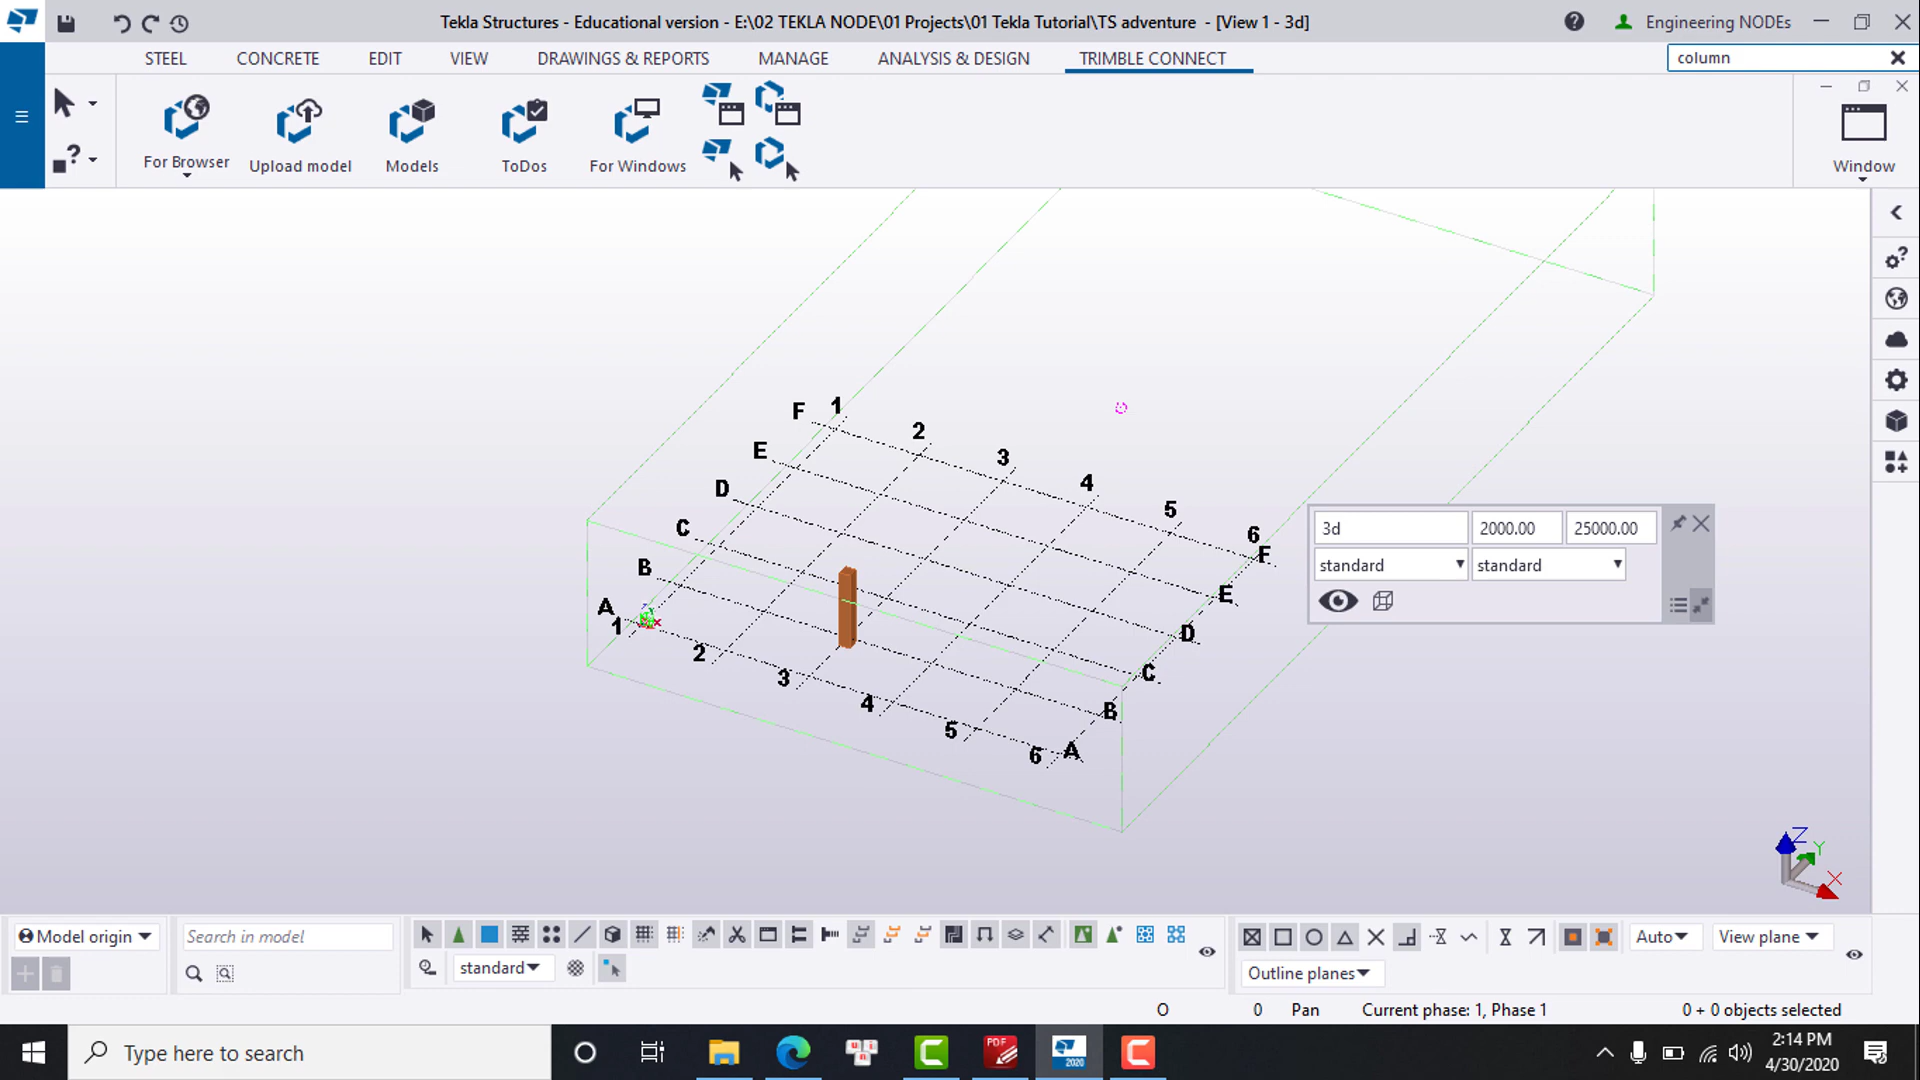 Tekla Structures - Educational version - E:\02 TEKLA NODE\01 Projects\01 Tekla Tutorial\TS adventure - [View 1 - 3d]
Engineering NODEs
STEEL CONCRETE EDIT VIEW DRAWINGS & REPORTS MANAGE ANALYSIS & DESIGN TRIMBLE CONNECT
column
For Browser
Upload model
Models
ToDos
For Windows
Window
F 1
2
E
3
D
4
5
C
6
F
B
E
A
1
D
2
C
3
4
B
5
A
6
3d 2000.00 25000.00
standard standard
Z
Y
X
Model origin
Search in model
standard
Auto
View plane
Outline planes
O 0 Pan Current phase: 1, Phase 1 0 + 0 objects selected
Type here to search
PDF
2020
2:14 PM
4/30/2020